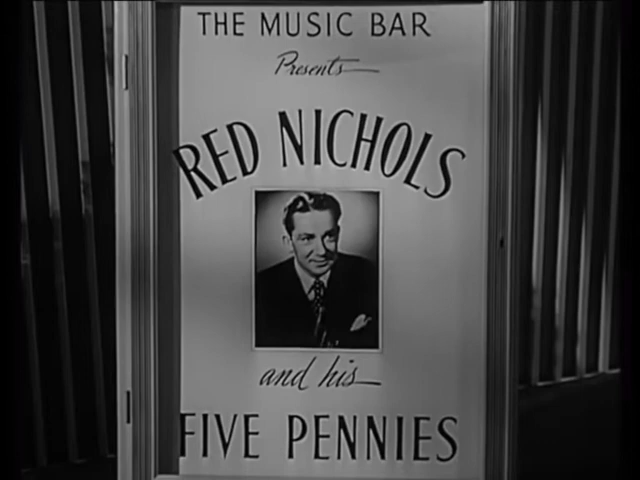 THE MUSIC BAR
Presents
RED NICHOLS
and his
FIVE PENNIES